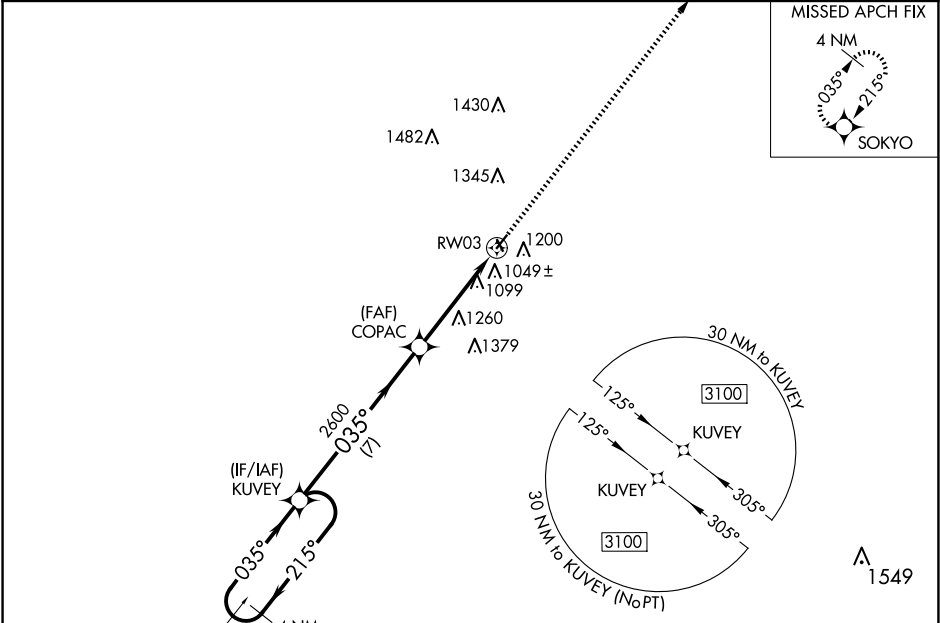 MISSED APCH FIX
4 NM
035°
215°
SOKYO
1430
1482
1345
RW03
1200
1049±
1099
(FAF)
COPAC
1260
1379
2600
035°
(7)
(IF/IAF)
KUVEY
035°
215°
4 NM
30 NM to KUVEY
3100
125°
KUVEY
305°
125°
KUVEY
305°
3100
30 NM to KUVEY (NoPT)
1549